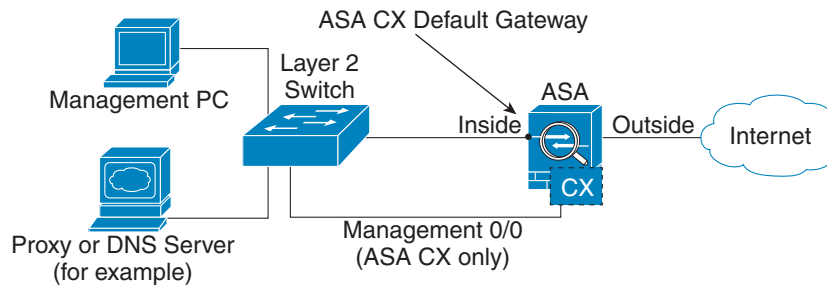 ASA CX Default Gateway
Management PC
Layer 2
Switch
ASA
Inside
Outside
Internet
CX
Proxy or DNS Server
(for example)
Management 0/0
(ASA CX only)